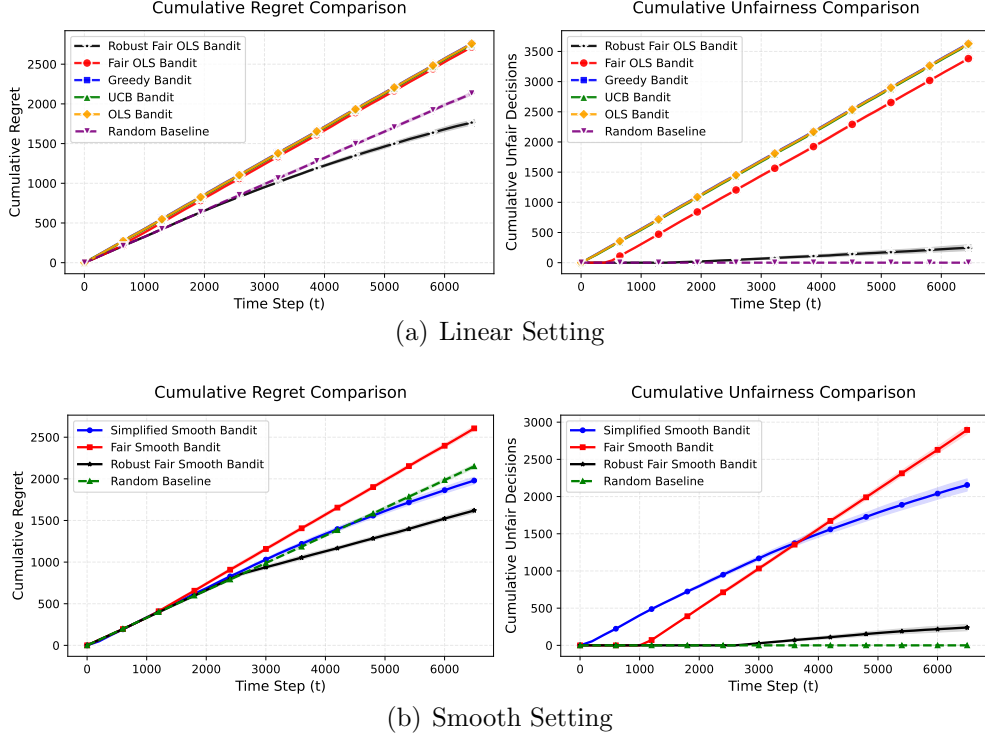 Cumulative Regret Comparison
Cumulative Regret
2500
2000
1500
1000
500
0
Robust Fair OLS Bandit
Fair OLS Bandit
Greedy Bandit
UCB Bandit
OLS Bandit
Random Baseline
0 1000 2000 3000 4000 5000 6000
Time Step (t)
Cumulative Unfairness Comparison
Cumulative Unfair Decisions
3500
3000
2500
2000
1500
1000
500
0
Robust Fair OLS Bandit
Fair OLS Bandit
Greedy Bandit
UCB Bandit
OLS Bandit
Random Baseline
0 1000 2000 3000 4000 5000 6000
Time Step (t)
(a) Linear Setting
Cumulative Regret Comparison
Cumulative Regret
2500
2000
1500
1000
500
0
Simplified Smooth Bandit
Fair Smooth Bandit
Robust Fair Smooth Bandit
Random Baseline
0 1000 2000 3000 4000 5000 6000
Time Step (t)
Cumulative Unfairness Comparison
Cumulative Unfair Decisions
3000
2500
2000
1500
1000
500
0
Simplified Smooth Bandit
Fair Smooth Bandit
Robust Fair Smooth Bandit
Random Baseline
0 1000 2000 3000 4000 5000 6000
Time Step (t)
(b) Smooth Setting